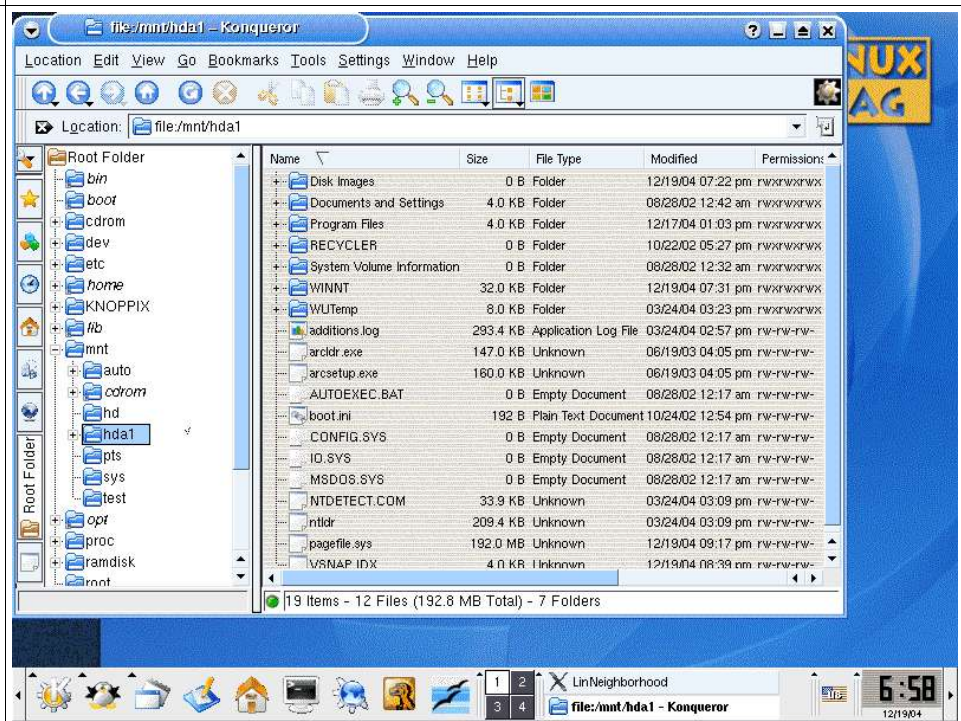 file:/mnt/hda1 – Konqueror
Location Edit View Go Bookmarks Tools Settings Window Help
NUX
AG
Location: file:/mnt/hda1
Root Folder
bin
boot
cdrom
dev
etc
home
KNOPPIX
lib
mnt
auto
cdrom
hd
hda1
pts
sys
test
opt
proc
ramdisk
root
Root Folder
Name Size File Type Modified Permissions
Disk Images 0 B Folder 12/19/04 07:22 pm rwxrwxrwx
Documents and Settings 4.0 KB Folder 08/28/02 12:42 am rwxrwxrwx
Program Files 4.0 KB Folder 12/17/04 01:03 pm rwxrwxrwx
RECYCLER 0 B Folder 10/22/02 05:27 pm rwxrwxrwx
System Volume Information 0 B Folder 08/28/02 12:32 am rwxrwxrwx
WINNT 32.0 KB Folder 12/19/04 07:31 pm rwxrwxrwx
WUTemp 8.0 KB Folder 03/24/04 03:23 pm rwxrwxrwx
additions.log 293.4 KB Application Log File 03/24/04 02:57 pm rw-rw-rw-
arcldr.exe 147.0 KB Unknown 06/19/03 04:05 pm rw-rw-rw-
arcsetup.exe 160.0 KB Unknown 06/19/03 04:05 pm rw-rw-rw-
AUTOEXEC.BAT 0 B Empty Document 08/28/02 12:17 am rw-rw-rw-
boot.ini 192 B Plain Text Document 10/24/02 12:54 pm rw-rw-rw-
CONFIG.SYS 0 B Empty Document 08/28/02 12:17 am rw-rw-rw-
IO.SYS 0 B Empty Document 08/28/02 12:17 am rw-rw-rw-
MSDOS.SYS 0 B Empty Document 08/28/02 12:17 am rw-rw-rw-
NTDETECT.COM 33.9 KB Unknown 03/24/04 03:09 pm rw-rw-rw-
ntldr 209.4 KB Unknown 03/24/04 03:09 pm rw-rw-rw-
pagefile.sys 192.0 MB Unknown 12/19/04 09:17 pm rw-rw-rw-
VSNAP.IDX 4.0 KB Unknown 12/19/04 08:39 pm rw-rw-rw-
19 Items - 12 Files (192.8 MB Total) - 7 Folders
1 2
3 4
LinNeighborhood
file:/mnt/hda1 - Konqueror
6:58
12/19/04